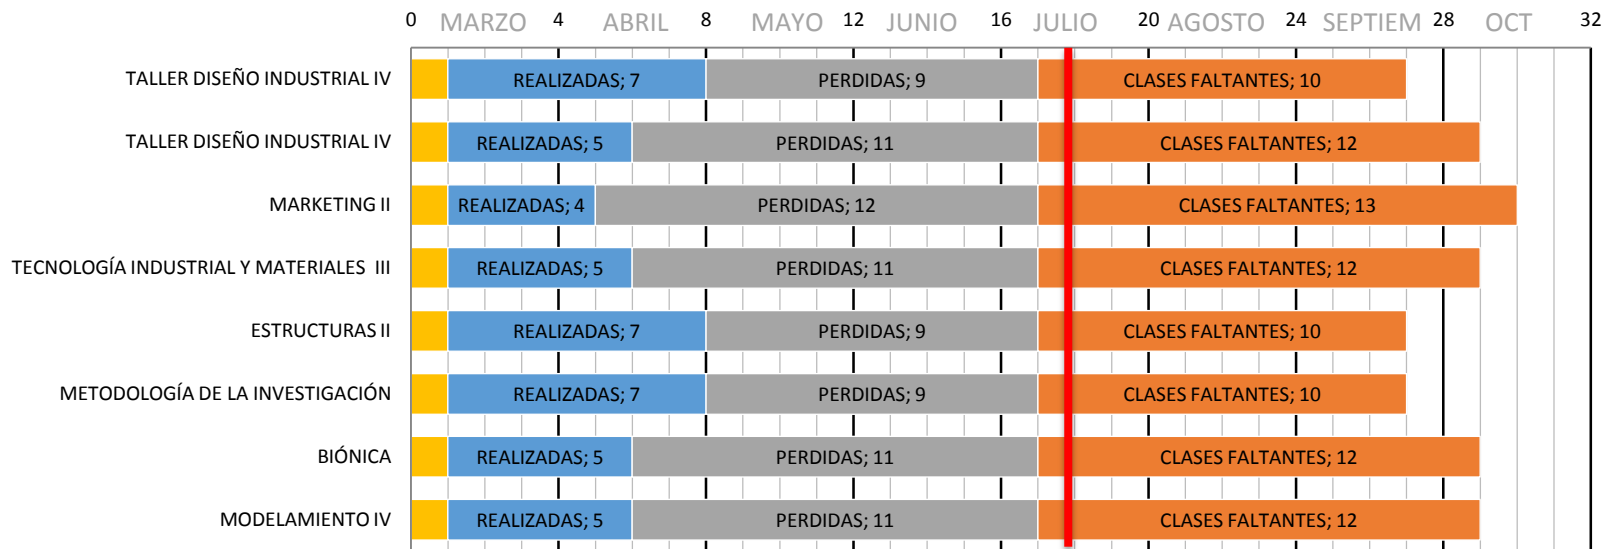 0 MARZO 4 ABRIL 8 MAYO 12 JUNIO 16 JULIO 20 AGOSTO 24 SEPTIEM 28 OCT 32
TALLER DISEÑO INDUSTRIAL IV REALIZADAS; 7 PERDIDAS; 9 CLASES FALTANTES; 10
TALLER DISEÑO INDUSTRIAL IV REALIZADAS; 5 PERDIDAS; 11 CLASES FALTANTES; 12
MARKETING II REALIZADAS; 4 PERDIDAS; 12 CLASES FALTANTES; 13
TECNOLOGÍA INDUSTRIAL Y MATERIALES III REALIZADAS; 5 PERDIDAS; 11 CLASES FALTANTES; 12
ESTRUCTURAS II REALIZADAS; 7 PERDIDAS; 9 CLASES FALTANTES; 10
METODOLOGÍA DE LA INVESTIGACIÓN REALIZADAS; 7 PERDIDAS; 9 CLASES FALTANTES; 10
BIÓNICA REALIZADAS; 5 PERDIDAS; 11 CLASES FALTANTES; 12
MODELAMIENTO IV REALIZADAS; 5 PERDIDAS; 11 CLASES FALTANTES; 12